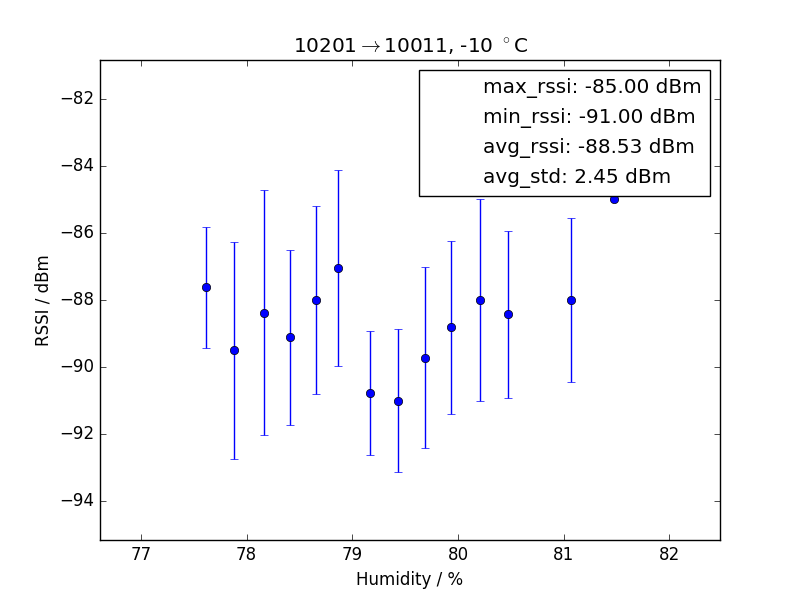 10201→10011, -10 °C
max_rssi: -85.00 dBm
min_rssi: -91.00 dBm
avg_rssi: -88.53 dBm
avg_std: 2.45 dBm
RSSI / dBm
−82
−84
−86
−88
−90
−92
−94
77 78 79 80 81 82
Humidity / %